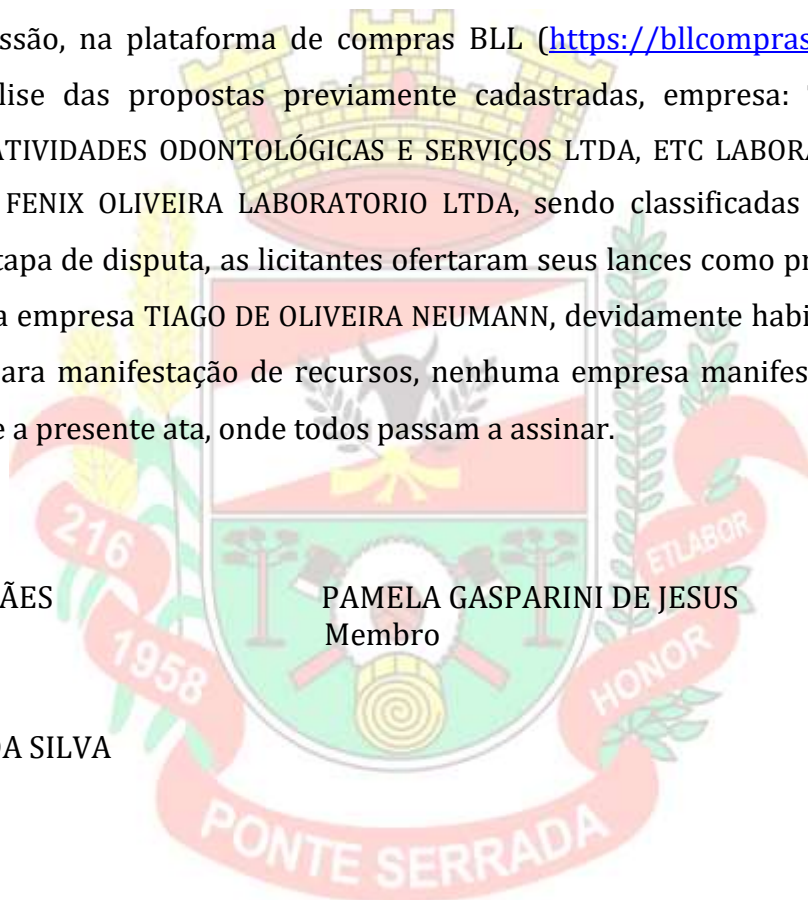 ssão, na plataforma de compras BLL (https://bllcompras
lise das propostas previamente cadastradas, empresa:
ATIVIDADES ODONTOLÓGICAS E SERVIÇOS LTDA, ETC LABORA
FENIX OLIVEIRA LABORATORIO LTDA, sendo classificadas
tapa de disputa, as licitantes ofertaram seus lances como pr
a empresa TIAGO DE OLIVEIRA NEUMANN, devidamente habi
para manifestação de recursos, nenhuma empresa manifes
e a presente ata, onde todos passam a assinar.
216
ETLABOR
ÃES PAMELA GASPARINI DE JESUS
Membro
1958
HONOR
DA SILVA
PONTE SERRADA